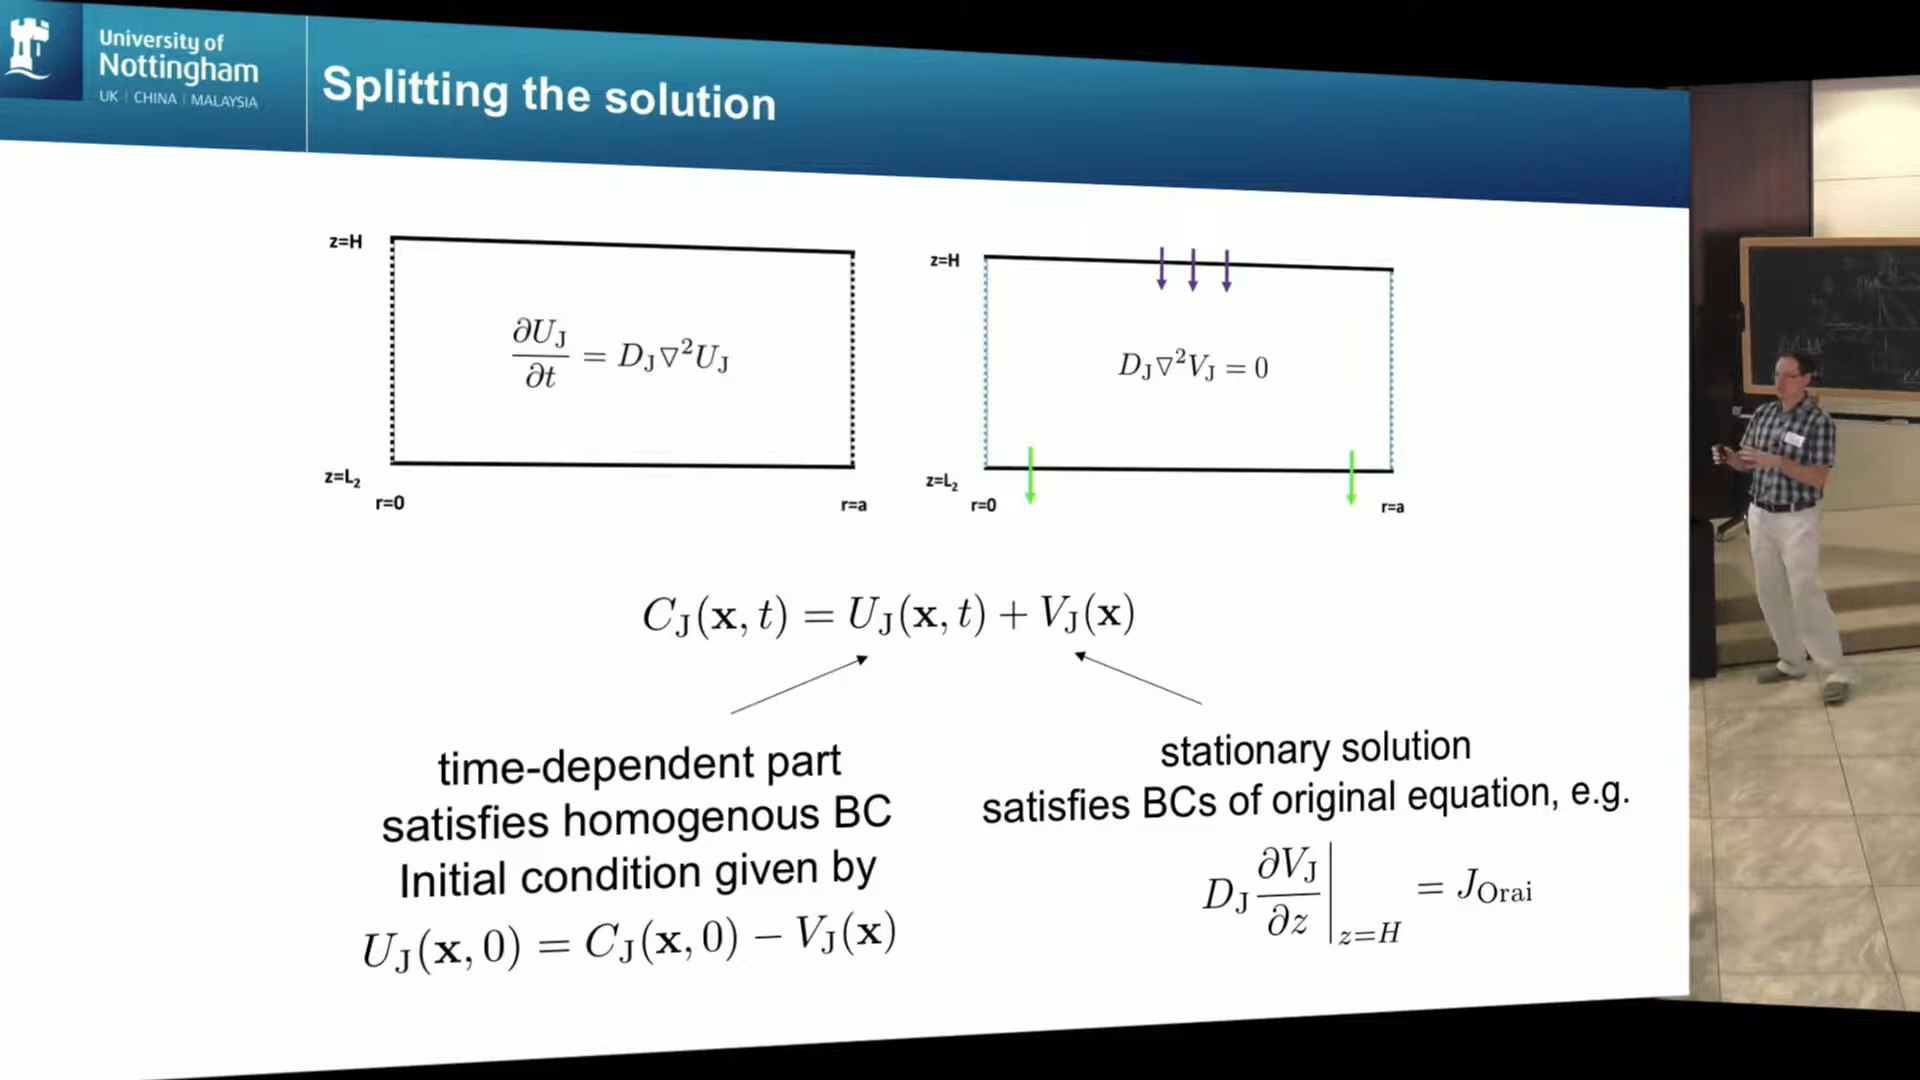 University of
Nottingham
UK | CHINA | MALAYSIA
Splitting the solution
z=H
∂U_J/∂t = D_J ∇²U_J
z=L₂
r=0
r=a
z=H
D_J ∇²V_J = 0
z=L₂
r=0
r=a
C_J(x, t) = U_J(x, t) + V_J(x)
time-dependent part
satisfies homogenous BC
Initial condition given by
U_J(x, 0) = C_J(x, 0) − V_J(x)
stationary solution
satisfies BCs of original equation, e.g.
D_J ∂V_J/∂z |_{z=H} = J_Orai